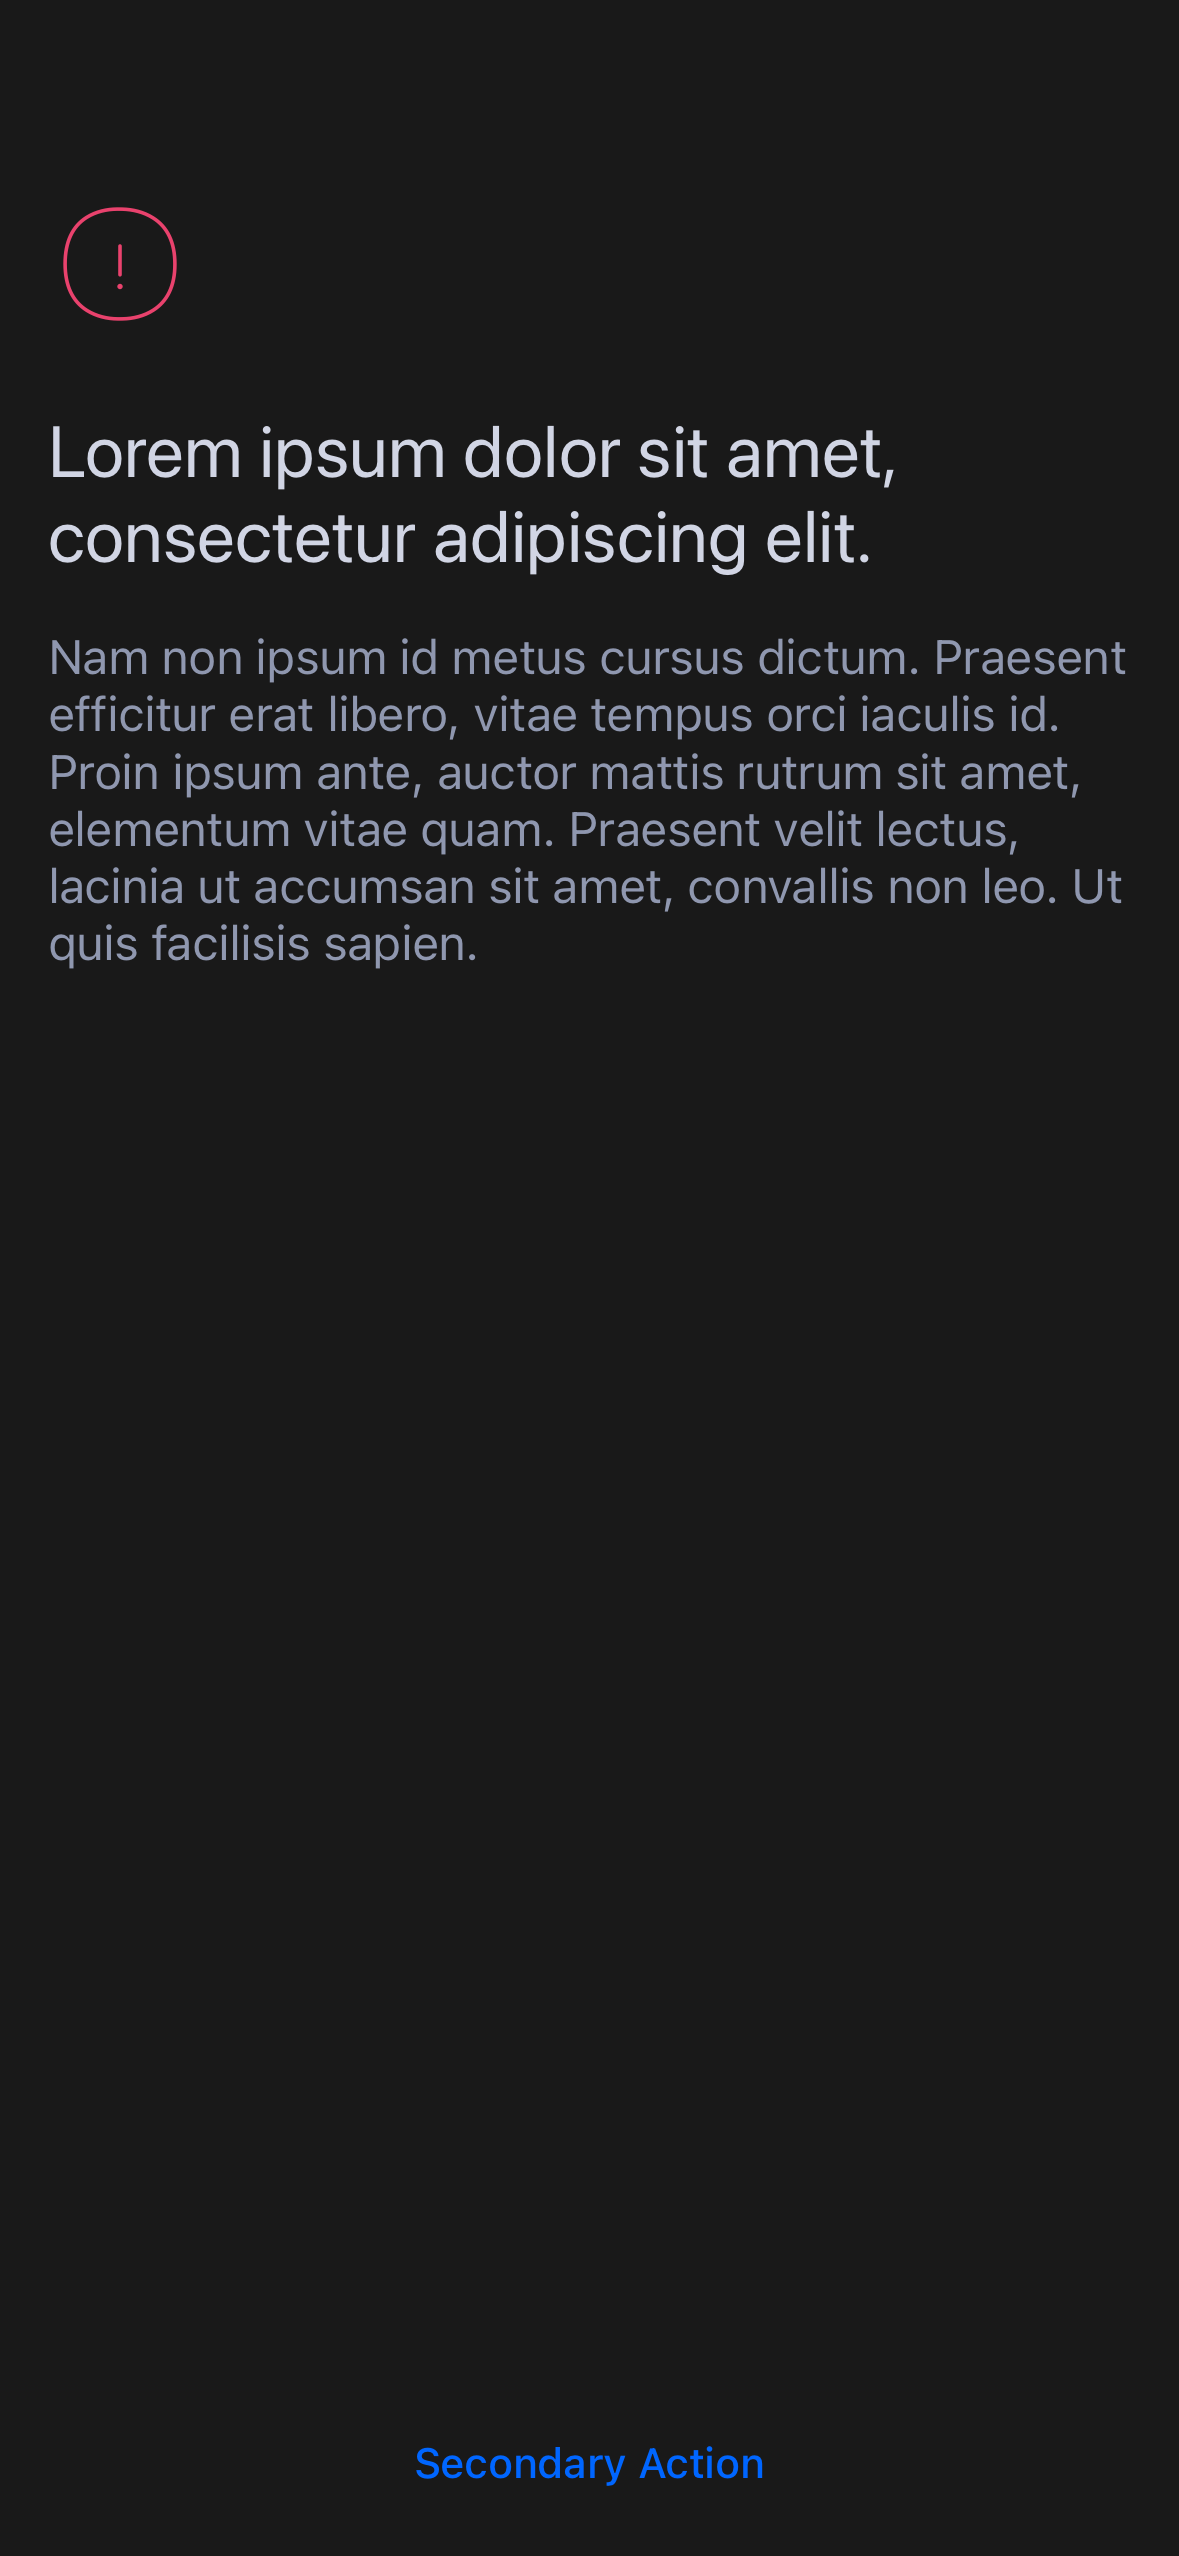 Lorem ipsum dolor sit amet,
consectetur adipiscing elit.
Nam non ipsum id metus cursus dictum. Praesent
efficitur erat libero, vitae tempus orci iaculis id.
Proin ipsum ante, auctor mattis rutrum sit amet,
elementum vitae quam. Praesent velit lectus,
lacinia ut accumsan sit amet, convallis non leo. Ut
quis facilisis sapien.
Secondary Action